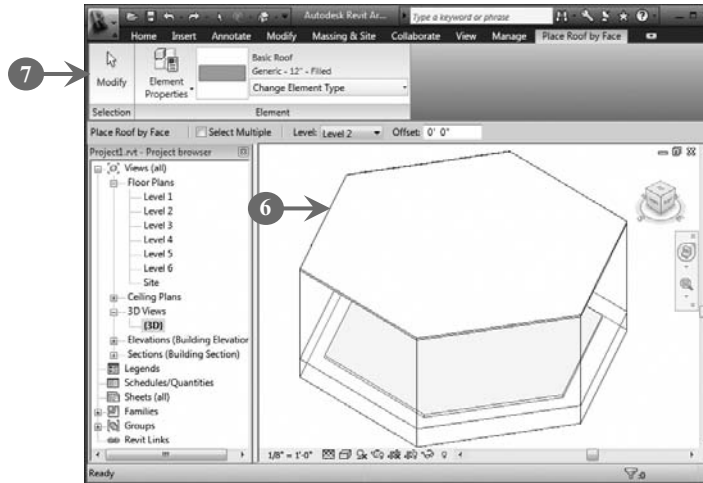 Autodesk Revit Ar...
Type a keyword or phrase
Home Insert Annotate Modify Massing & Site Collaborate View Manage Place Roof by Face
7
Modify
Element
Properties
Basic Roof
Generic - 12" - Filled
Change Element Type
Selection
Element
Place Roof by Face
Select Multiple
Level: Level 2
Offset: 0' 0"
Project1.rvt - Project browser
Views (all)
Floor Plans
Level 1
Level 2
Level 3
Level 4
Level 5
Level 6
Site
Ceiling Plans
3D Views
{3D}
Elevations (Building Elevation
Sections (Building Section)
Legends
Schedules/Quantities
Sheets (all)
Families
Groups
Revit Links
6
1/8" = 1'-0"
Ready
:0